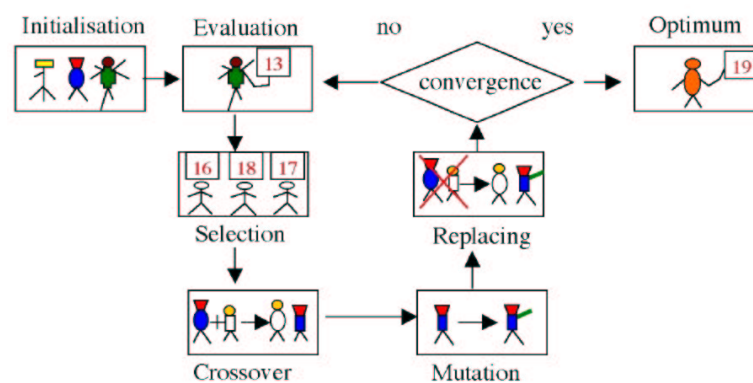 Initialisation
Evaluation
no
yes
Optimum
13
convergence
19
16
18
17
Selection
Replacing
Crossover
Mutation